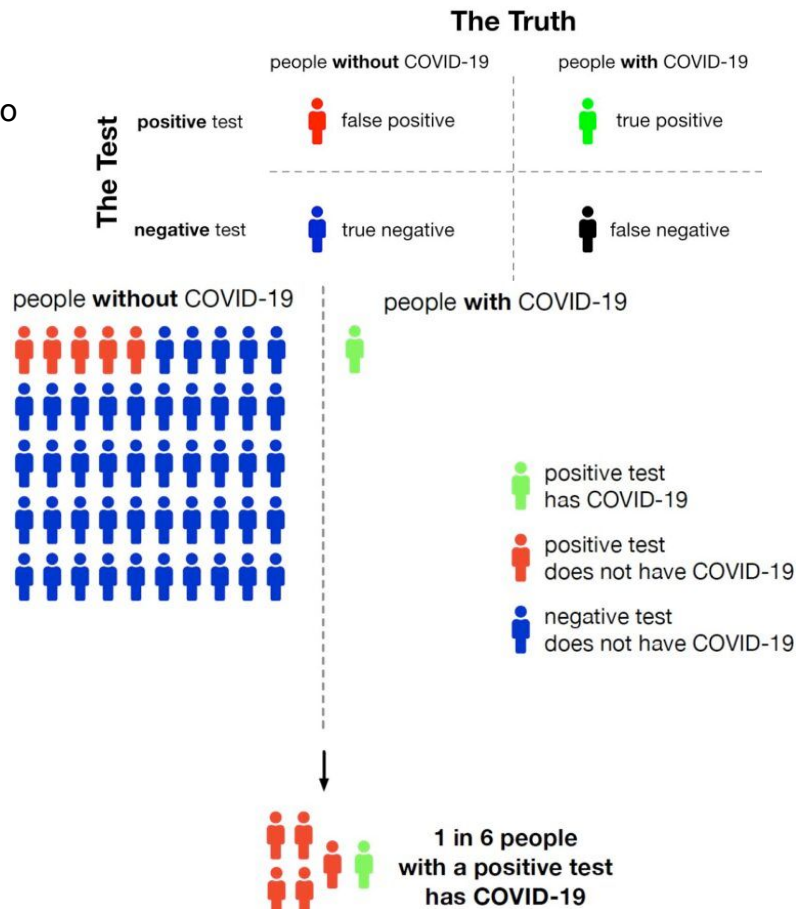 The Truth
people without COVID-19
people with COVID-19
o
The Test
positive test
false positive
true positive
negative test
true negative
false negative
people without COVID-19
people with COVID-19
positive test
has COVID-19
positive test
does not have COVID-19
negative test
does not have COVID-19
1 in 6 people
with a positive test
has COVID-19